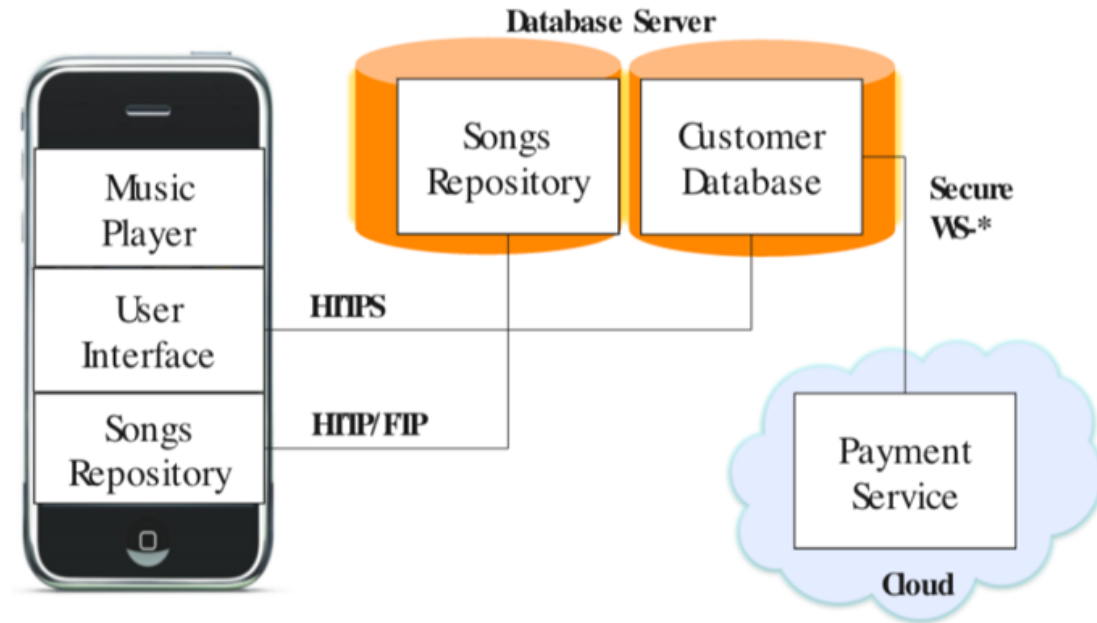 Database Server
Songs
Repository
Customer
Database
Secure
WS-*
Music
Player
User
Interface
HTTPS
Songs
Repository
HTTP/FTP
Payment
Service
Cloud